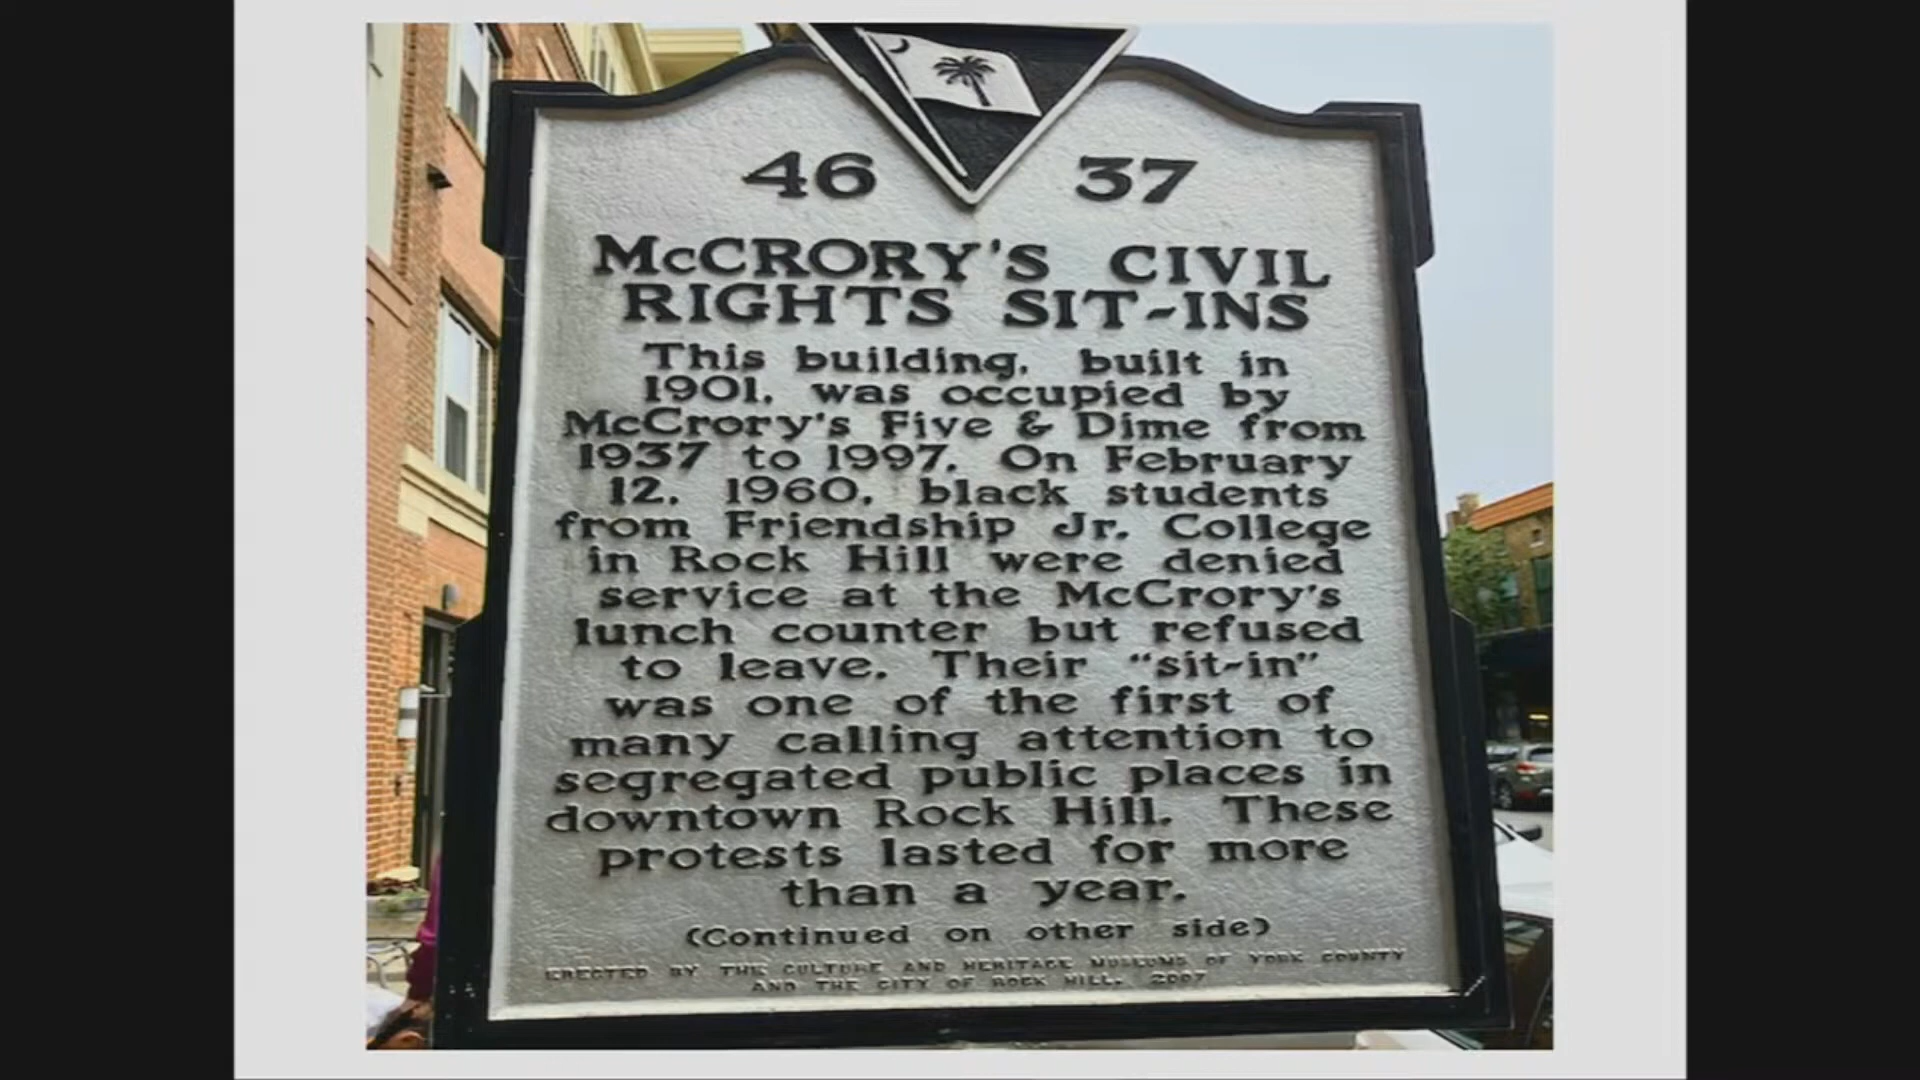 46 37
McCRORY'S CIVIL
RIGHTS SIT-INS
This building, built in
1901, was occupied by
McCrory's Five & Dime from
1937 to 1997. On February
12, 1960, black students
from Friendship Jr. College
in Rock Hill were denied
service at the McCrory's
lunch counter but refused
to leave. Their "sit-in"
was one of the first of
many calling attention to
segregated public places in
downtown Rock Hill. These
protests lasted for more
than a year.
(Continued on other side)
ERECTED BY THE CULTURE AND HERITAGE MUSEUMS OF YORK COUNTY
AND THE CITY OF ROCK HILL, 2007